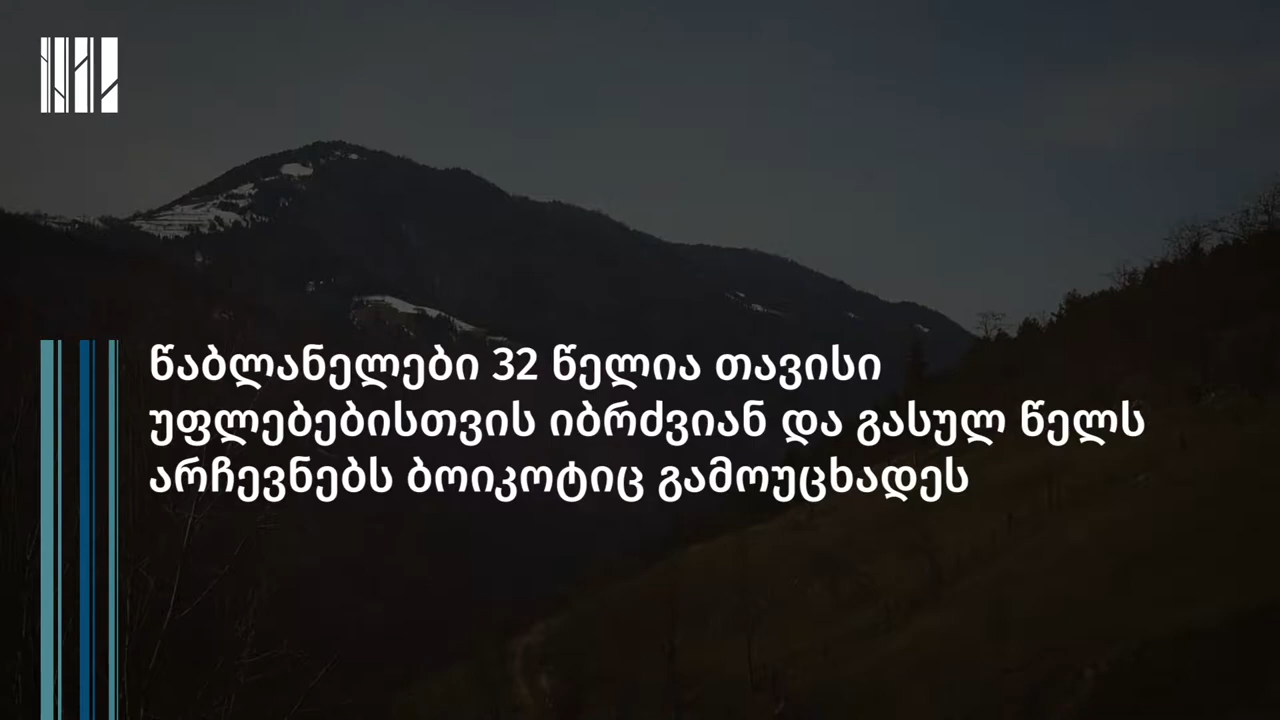 წაბლანელები 32 წელია თავისი
უფლებებისთვის იბრძვიან და გასულ წელს
არჩევნებს ბოიკოტიც გამოუცხადეს